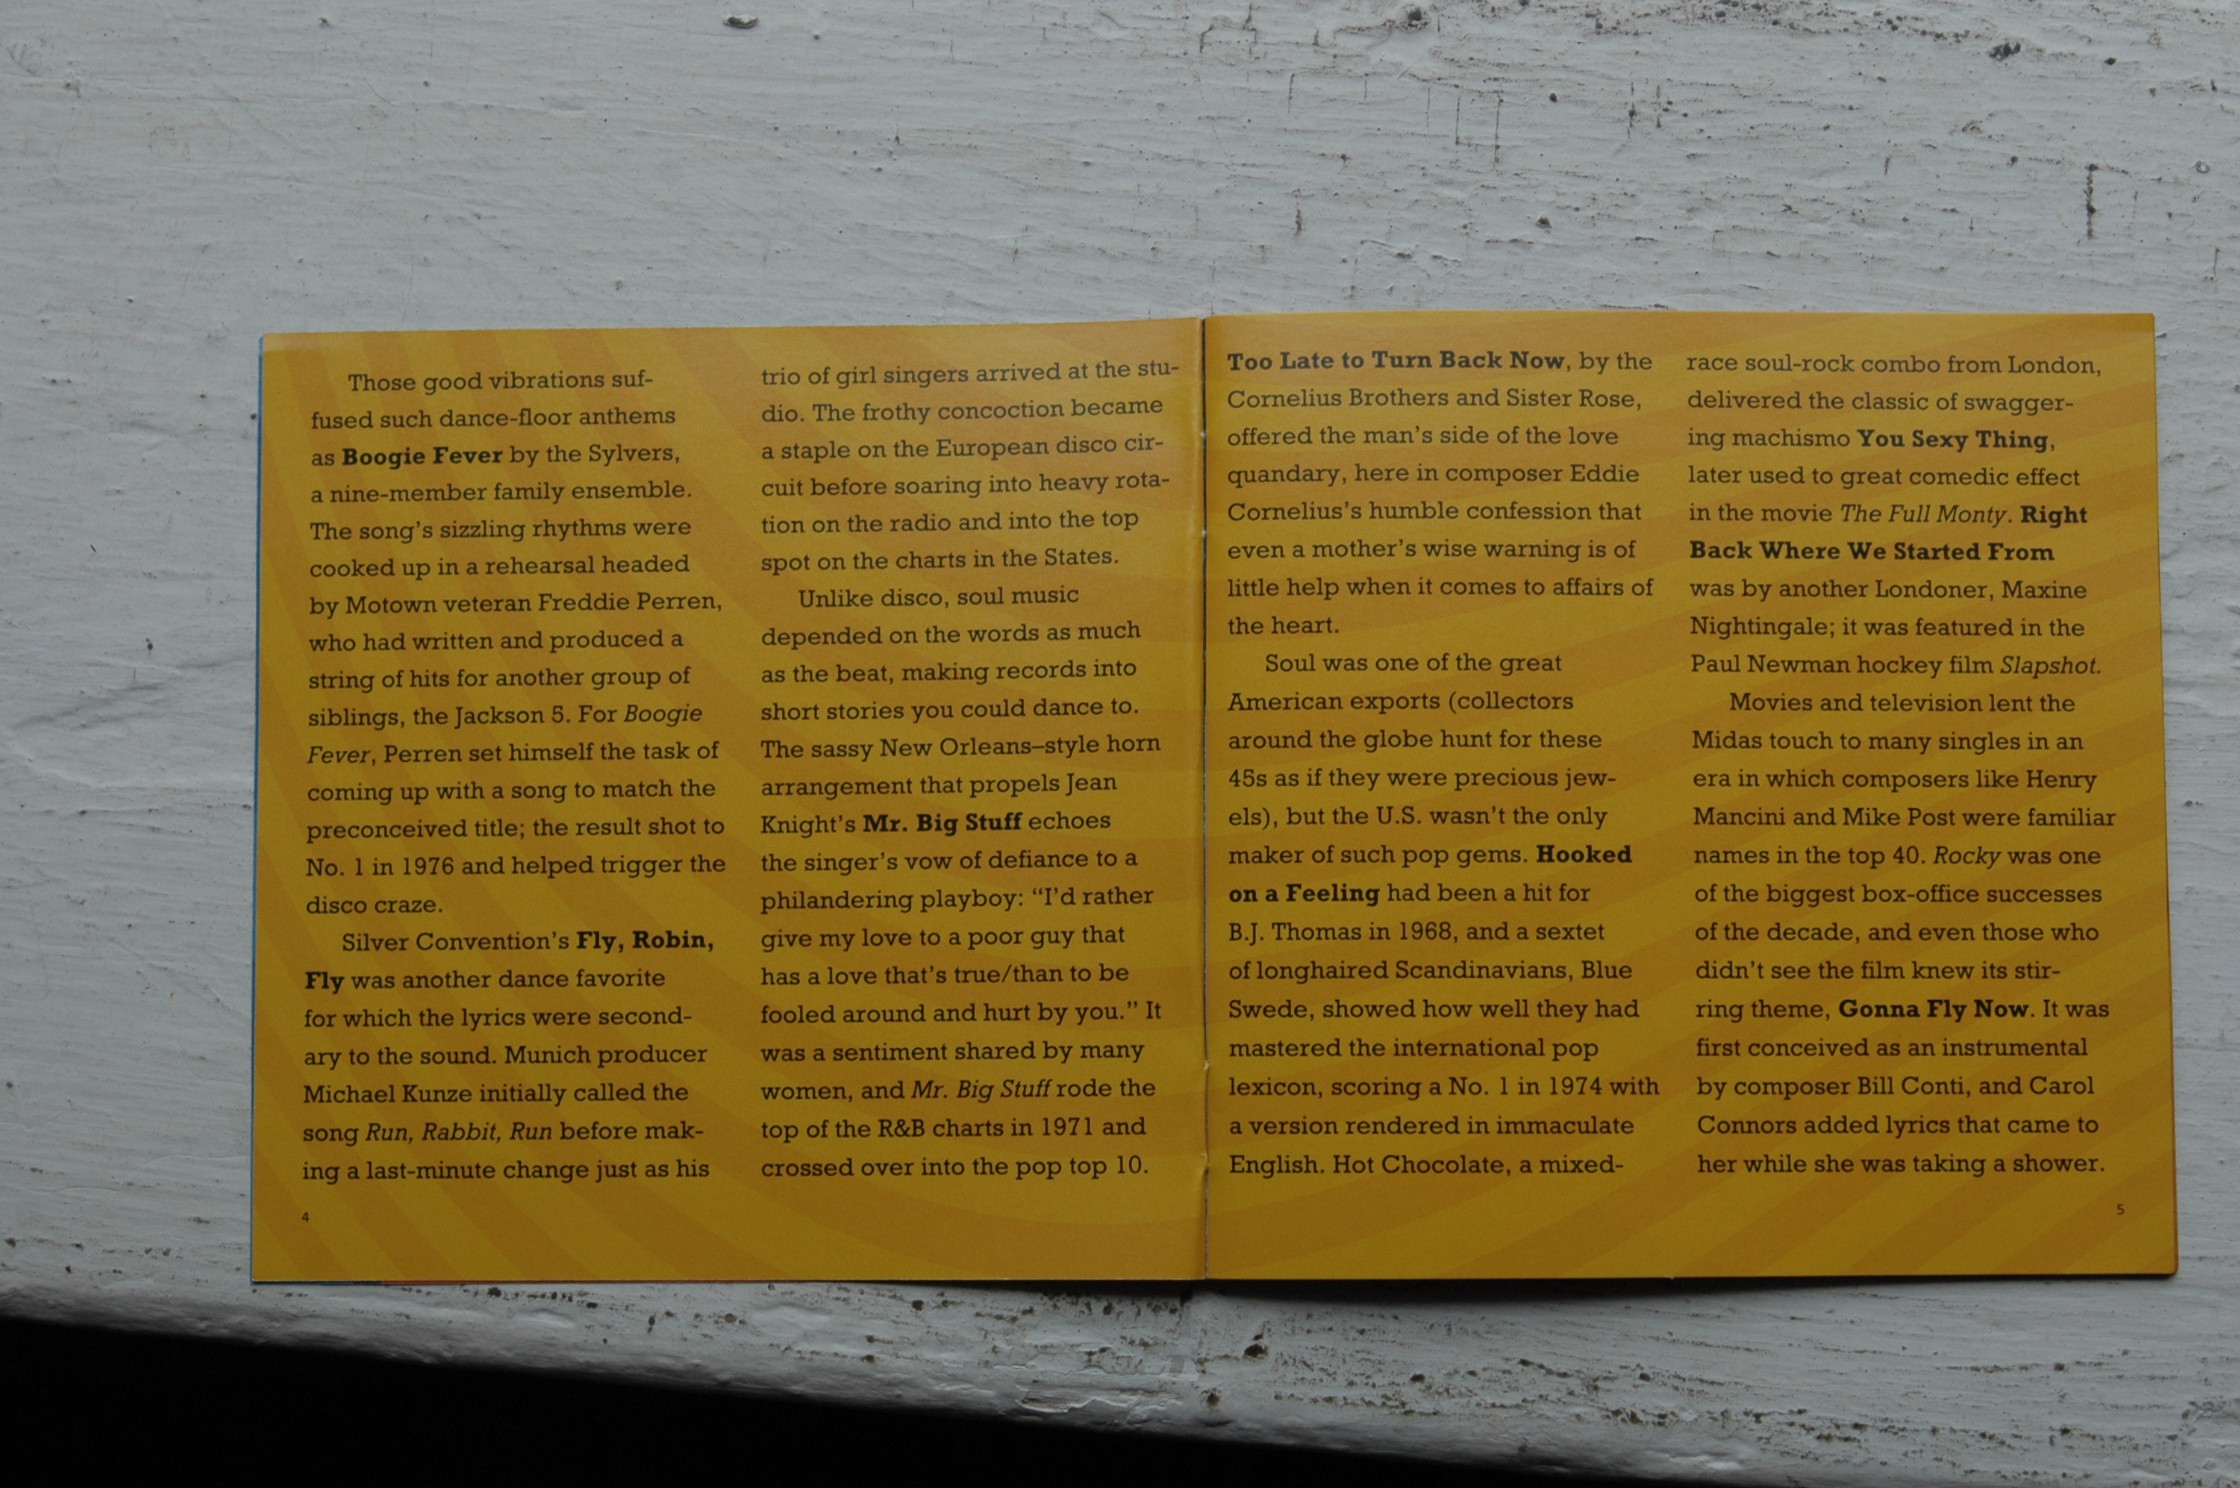 Those good vibrations suf-
fused such dance-floor anthems
as Boogie Fever by the Sylvers,
a nine-member family ensemble.
The song's sizzling rhythms were
cooked up in a rehearsal headed
by Motown veteran Freddie Perren,
who had written and produced a
string of hits for another group of
siblings, the Jackson 5. For Boogie
Fever, Perren set himself the task of
coming up with a song to match the
preconceived title; the result shot to
No. 1 in 1976 and helped trigger the
disco craze.
Silver Convention's Fly, Robin,
Fly was another dance favorite
for which the lyrics were second-
ary to the sound. Munich producer
Michael Kunze initially called the
song Run, Rabbit, Run before mak-
ing a last-minute change just as his
4
trio of girl singers arrived at the stu-
dio. The frothy concoction became
a staple on the European disco cir-
cuit before soaring into heavy rota-
tion on the radio and into the top
spot on the charts in the States.
Unlike disco, soul music
depended on the words as much
as the beat, making records into
short stories you could dance to.
The sassy New Orleans–style horn
arrangement that propels Jean
Knight's Mr. Big Stuff echoes
the singer's vow of defiance to a
philandering playboy: “I'd rather
give my love to a poor guy that
has a love that's true/than to be
fooled around and hurt by you.” It
was a sentiment shared by many
women, and Mr. Big Stuff rode the
top of the R&B charts in 1971 and
crossed over into the pop top 10.
Too Late to Turn Back Now, by the
Cornelius Brothers and Sister Rose,
offered the man's side of the love
quandary, here in composer Eddie
Cornelius's humble confession that
even a mother's wise warning is of
little help when it comes to affairs of
the heart.
Soul was one of the great
American exports (collectors
around the globe hunt for these
45s as if they were precious jew-
els), but the U.S. wasn't the only
maker of such pop gems. Hooked
on a Feeling had been a hit for
B.J. Thomas in 1968, and a sextet
of longhaired Scandinavians, Blue
Swede, showed how well they had
mastered the international pop
lexicon, scoring a No. 1 in 1974 with
a version rendered in immaculate
English. Hot Chocolate, a mixed-
race soul-rock combo from London,
delivered the classic of swagger-
ing machismo You Sexy Thing,
later used to great comedic effect
in the movie The Full Monty. Right
Back Where We Started From
was by another Londoner, Maxine
Nightingale; it was featured in the
Paul Newman hockey film Slapshot.
Movies and television lent the
Midas touch to many singles in an
era in which composers like Henry
Mancini and Mike Post were familiar
names in the top 40. Rocky was one
of the biggest box-office successes
of the decade, and even those who
didn't see the film knew its stir-
ring theme, Gonna Fly Now. It was
first conceived as an instrumental
by composer Bill Conti, and Carol
Connors added lyrics that came to
her while she was taking a shower.
5